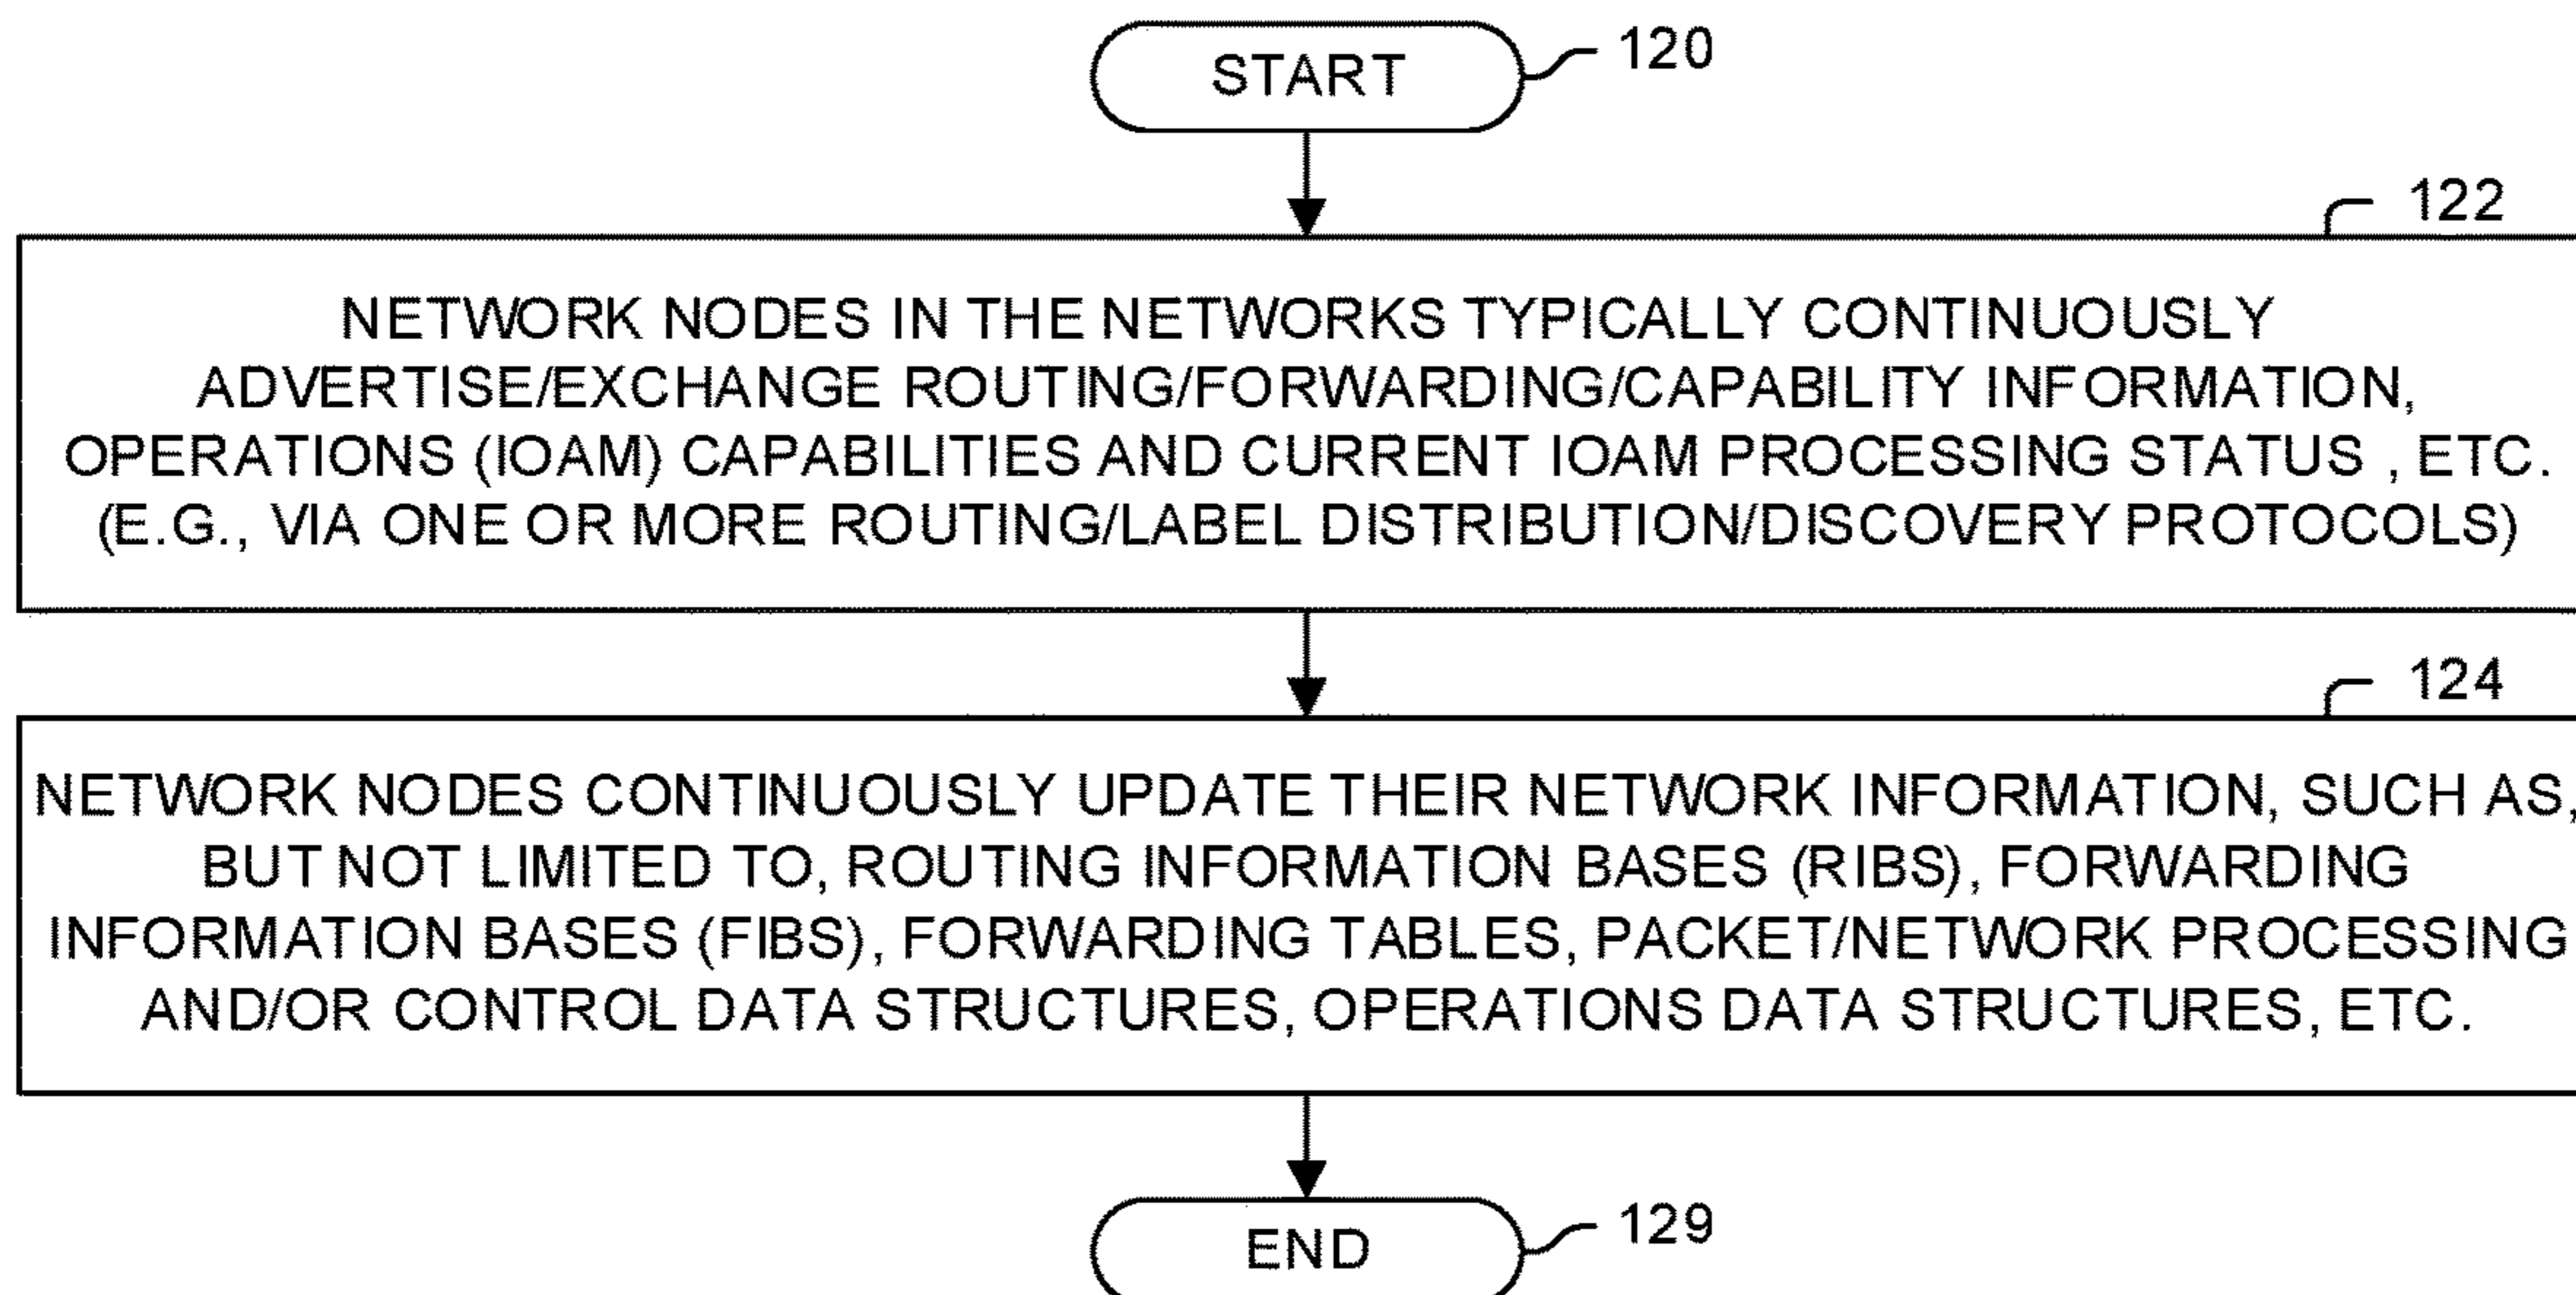 START
120
122
NETWORK NODES IN THE NETWORKS TYPICALLY CONTINUOUSLY
ADVERTISE/EXCHANGE ROUTING/FORWARDING/CAPABILITY INFORMATION,
OPERATIONS (IOAM) CAPABILITIES AND CURRENT IOAM PROCESSING STATUS , ETC.
(E.G., VIA ONE OR MORE ROUTING/LABEL DISTRIBUTION/DISCOVERY PROTOCOLS)
124
NETWORK NODES CONTINUOUSLY UPDATE THEIR NETWORK INFORMATION, SUCH AS,
BUT NOT LIMITED TO, ROUTING INFORMATION BASES (RIBS), FORWARDING
INFORMATION BASES (FIBS), FORWARDING TABLES, PACKET/NETWORK PROCESSING
AND/OR CONTROL DATA STRUCTURES, OPERATIONS DATA STRUCTURES, ETC.
END
129